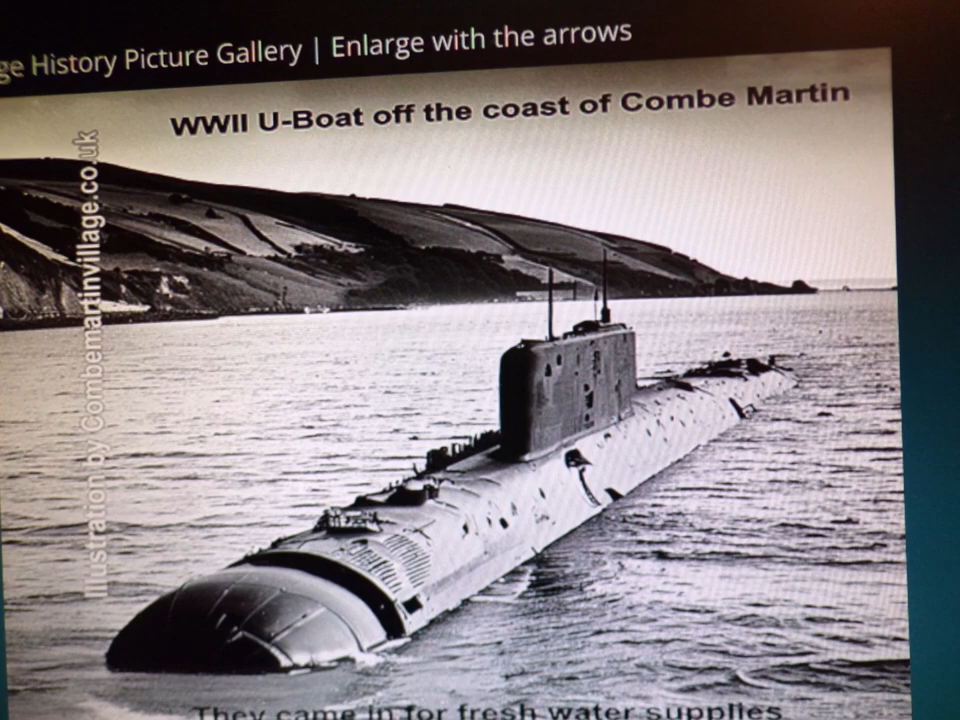 ge History Picture Gallery | Enlarge with the arrows
WWII U-Boat off the coast of Combe Martin
Illustration by Combemartinvillage.co.uk
They came in for fresh water supplies